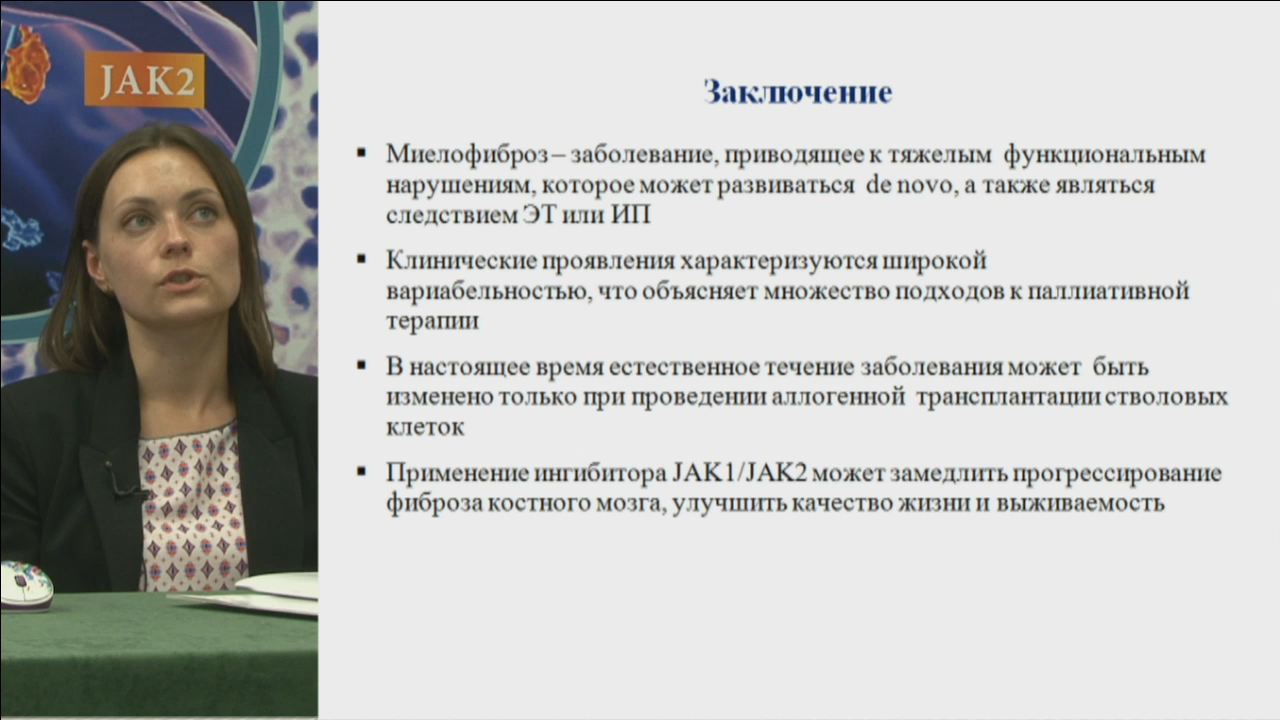 JAK2
Заключение
▪ Миелофиброз – заболевание, приводящее к тяжелым функциональным
нарушениям, которое может развиваться de novo, а также являться
следствием ЭТ или ИП
▪ Клинические проявления характеризуются широкой
вариабельностью, что объясняет множество подходов к паллиативной
терапии
▪ В настоящее время естественное течение заболевания может быть
изменено только при проведении аллогенной трансплантации стволовых
клеток
▪ Применение ингибитора JAK1/JAK2 может замедлить прогрессирование
фиброза костного мозга, улучшить качество жизни и выживаемость